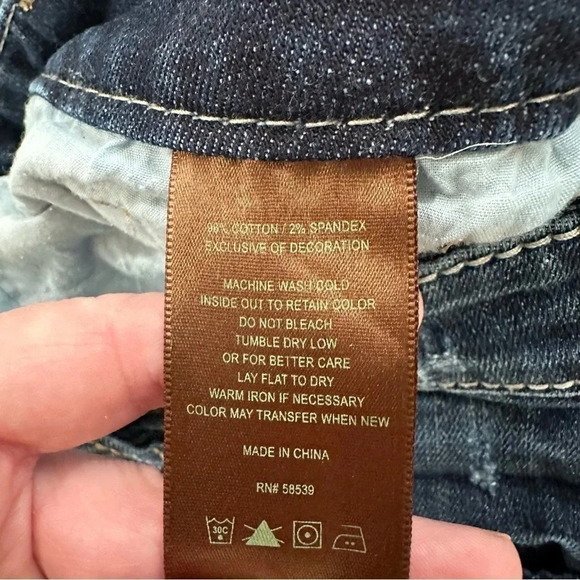 98% COTTON / 2% SPANDEX
EXCLUSIVE OF DECORATION
MACHINE WASH COLD
INSIDE OUT TO RETAIN COLOR
DO NOT BLEACH
TUMBLE DRY LOW
OR FOR BETTER CARE
LAY FLAT TO DRY
WARM IRON IF NECESSARY
COLOR MAY TRANSFER WHEN NEW
MADE IN CHINA
RN# 58539
30C